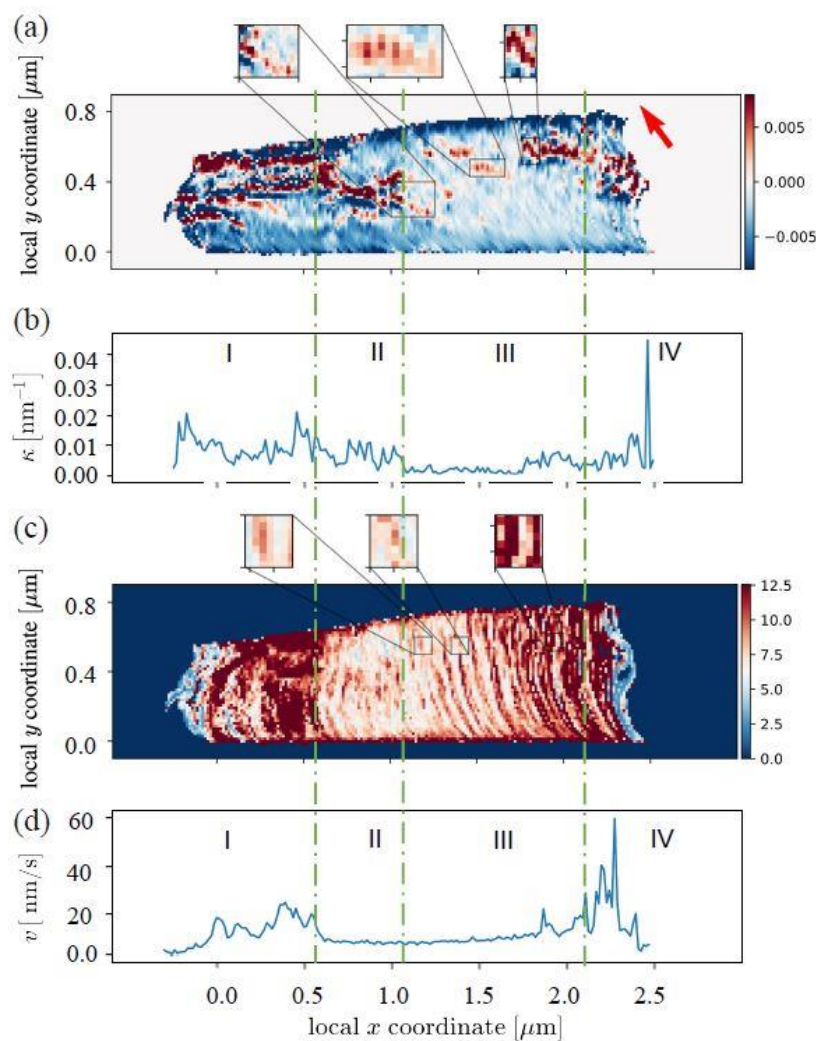 (a)
local y coordinate [μm]
0.8
0.4
0.0
0.005
0.000
−0.005
(b)
κ [nm⁻¹]
0.04
0.03
0.02
0.01
0.00
I II III IV
(c)
local y coordinate [μm]
0.8
0.4
0.0
12.5
10.0
7.5
5.0
2.5
0.0
(d)
v [nm/s]
60
40
20
0.0
I II III IV
0.0 0.5 1.0 1.5 2.0 2.5
local x coordinate [μm]